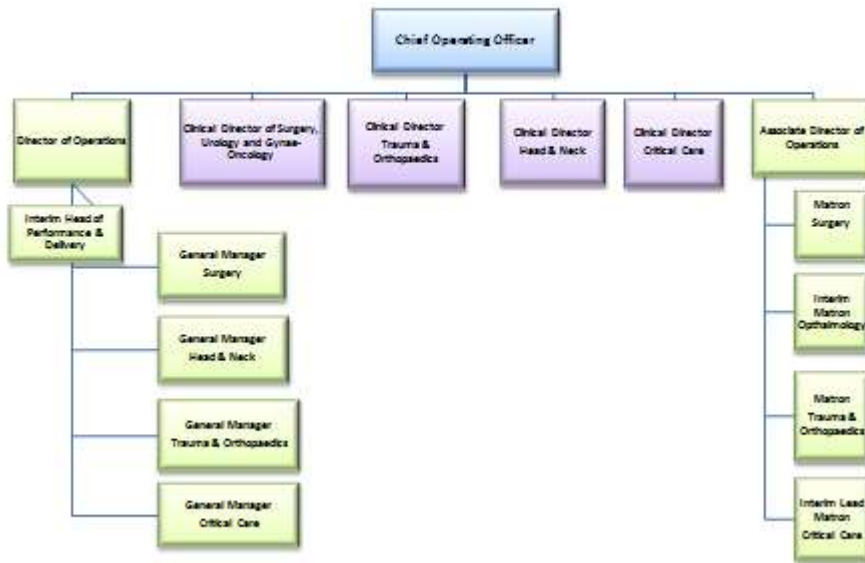 Chief Operating Officer
Director of Operations
Clinical Director of Surgery,
Urology and Gynae-
Oncology
Clinical Director
Trauma &
Orthopaedics
Clinical Director
Head & Neck
Clinical Director
Critical Care
Associate Director of
Operations
Interim Head of
Performance &
Delivery
General Manager
Surgery
General Manager
Head & Neck
General Manager
Trauma & Orthopaedics
General Manager
Critical Care
Matron
Surgery
Interim
Matron
Opthalmology
Matron
Trauma &
Orthopaedics
Interim Lead
Matron
Critical Care